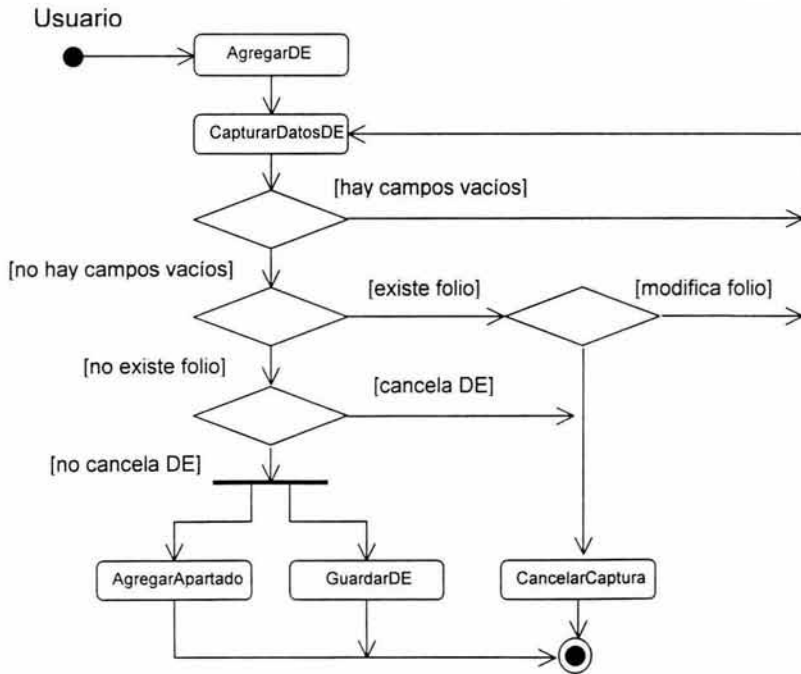 Usuario
AgregarDE
CapturarDatosDE
[hay campos vacíos]
[no hay campos vacíos]
[existe folio]
[modifica folio]
[no existe folio]
[cancela DE]
[no cancela DE]
AgregarApartado
GuardarDE
CancelarCaptura